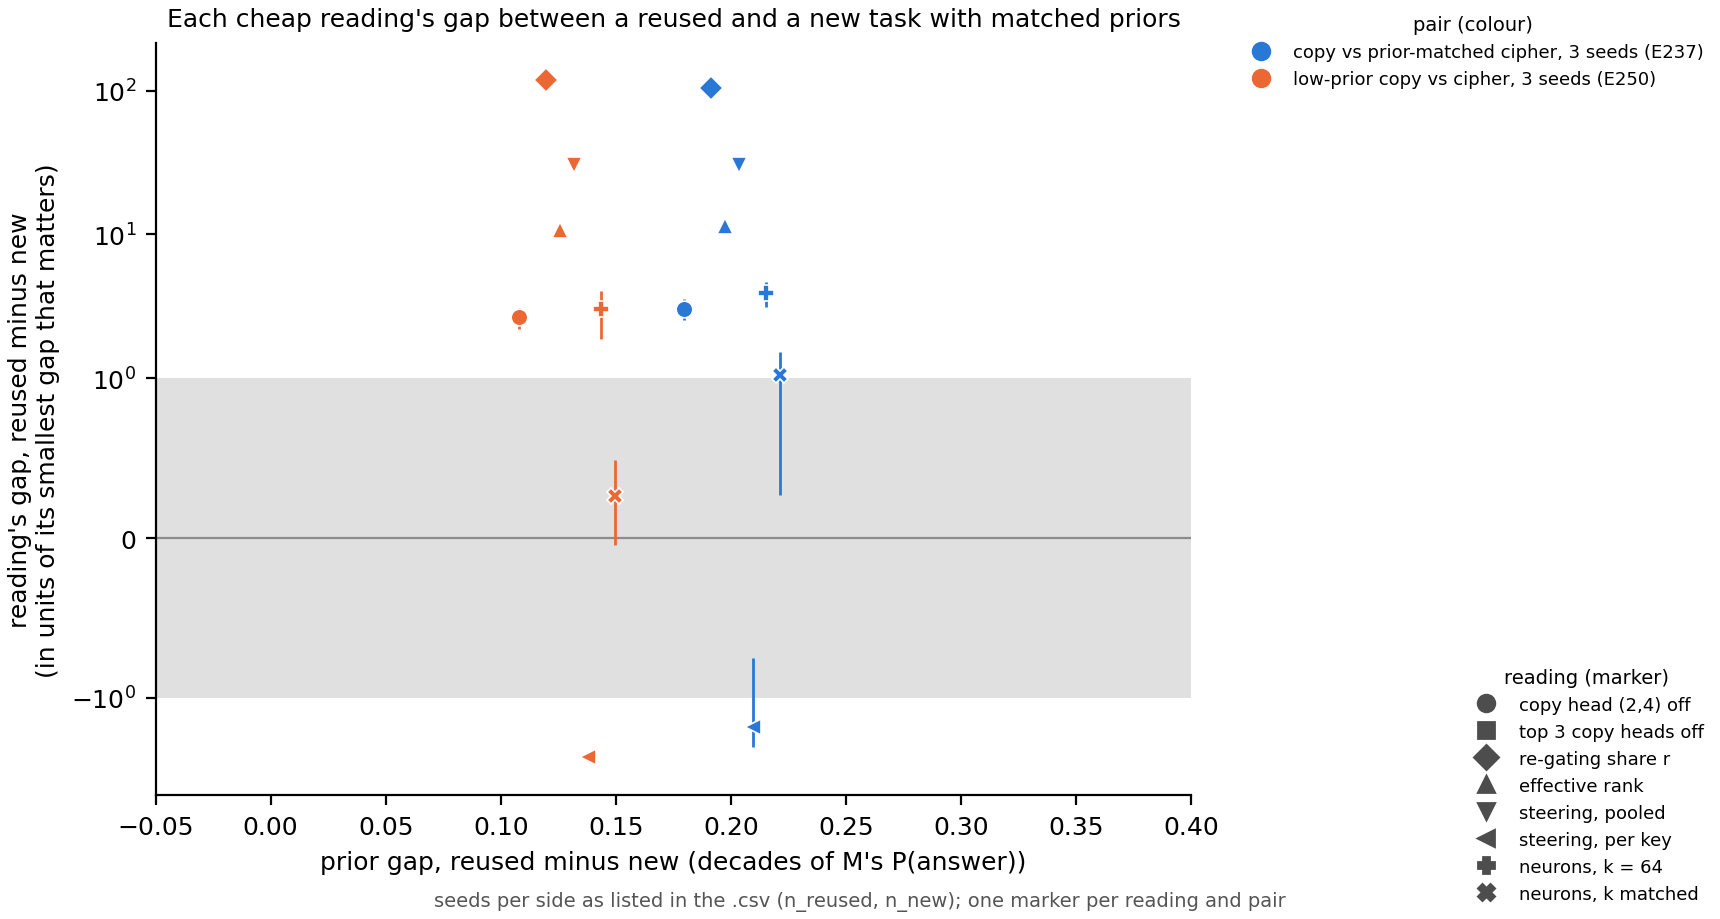 Each cheap reading's gap between a reused and a new task with matched priors
pair (colour)
copy vs prior-matched cipher, 3 seeds (E237)
low-prior copy vs cipher, 3 seeds (E250)
reading's gap, reused minus new
(in units of its smallest gap that matters)
10²
10¹
10⁰
0
−10⁰
−0.05
0.00
0.05
0.10
0.15
0.20
0.25
0.30
0.35
0.40
prior gap, reused minus new (decades of M's P(answer))
reading (marker)
copy head (2,4) off
top 3 copy heads off
re-gating share r
effective rank
steering, pooled
steering, per key
neurons, k = 64
neurons, k matched
seeds per side as listed in the .csv (n_reused, n_new); one marker per reading and pair